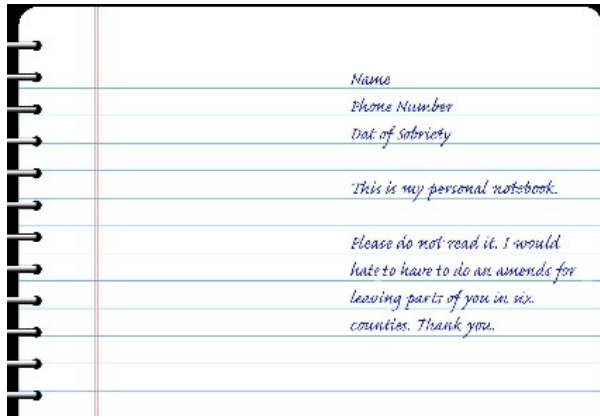 Name
Phone Number
Dat of Sobriety
This is my personal notebook.
Please do not read it. I would
hate to have to do an amends for
leaving parts of you in six
counties. Thank you.